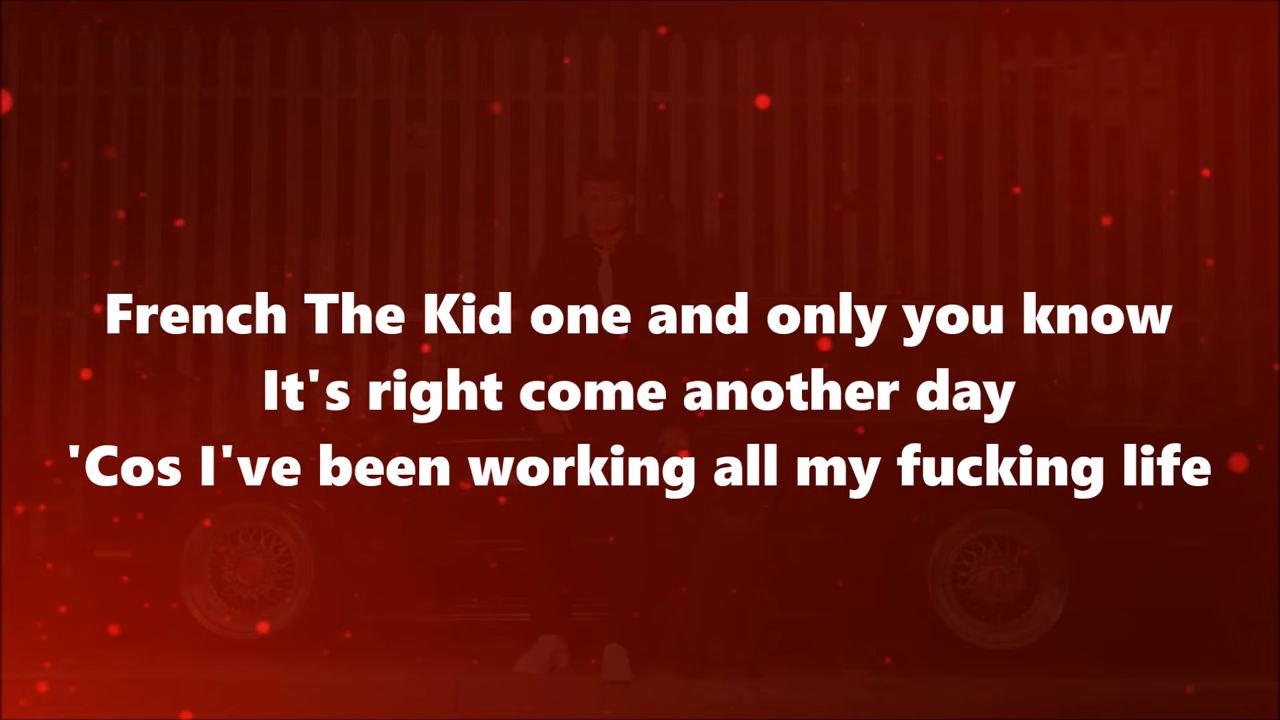 French The Kid one and only you know
It's right come another day
'Cos I've been working all my fucking life